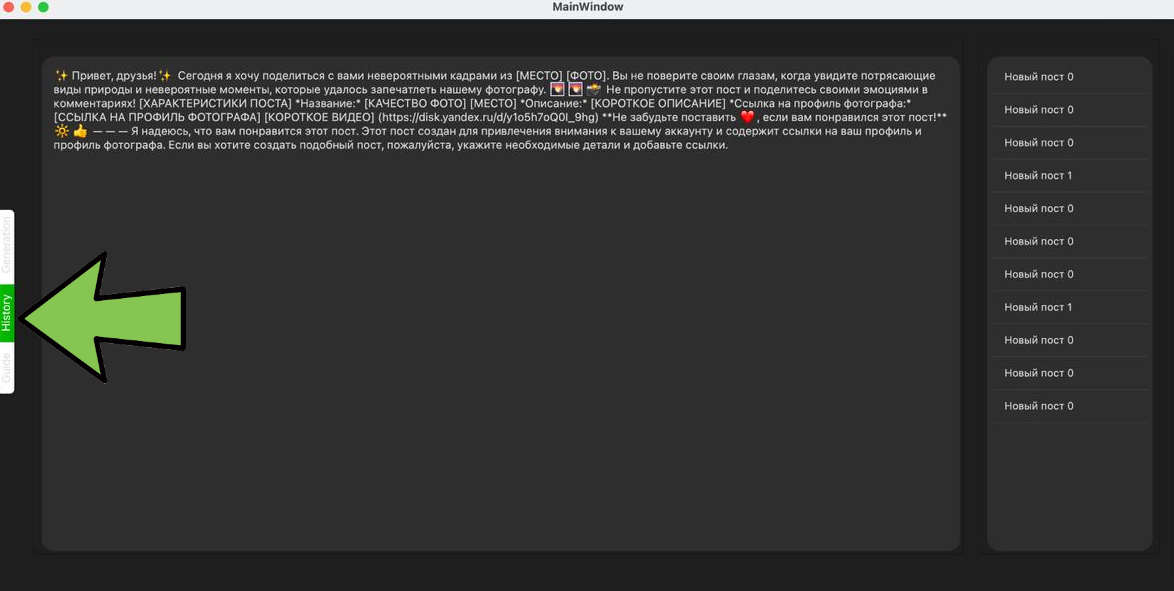 MainWindow
✨ Привет, друзья!✨ Сегодня я хочу поделиться с вами невероятными кадрами из [МЕСТО] [ФОТО]. Вы не поверите своим глазам, когда увидите потрясающие
виды природы и невероятные моменты, которые удалось запечатлеть нашему фотографу. 🌄 🌄 📸 Не пропустите этот пост и поделитесь своими эмоциями в
комментариях! [ХАРАКТЕРИСТИКИ ПОСТА] *Название:* [КАЧЕСТВО ФОТО] [МЕСТО] *Описание:* [КОРОТКОЕ ОПИСАНИЕ] *Ссылка на профиль фотографа:*
[ССЫЛКА НА ПРОФИЛЬ ФОТОГРАФА] [КОРОТКОЕ ВИДЕО] (https://disk.yandex.ru/d/y1o5h7oQ0l_9hg) **Не забудьте поставить ❤️, если вам понравился этот пост!**
🔆 👍 — — — Я надеюсь, что вам понравится этот пост. Этот пост создан для привлечения внимания к вашему аккаунту и содержит ссылки на ваш профиль и
профиль фотографа. Если вы хотите создать подобный пост, пожалуйста, укажите необходимые детали и добавьте ссылки.
Generation
History
Guide
Новый пост 0
Новый пост 0
Новый пост 0
Новый пост 1
Новый пост 0
Новый пост 0
Новый пост 0
Новый пост 1
Новый пост 0
Новый пост 0
Новый пост 0